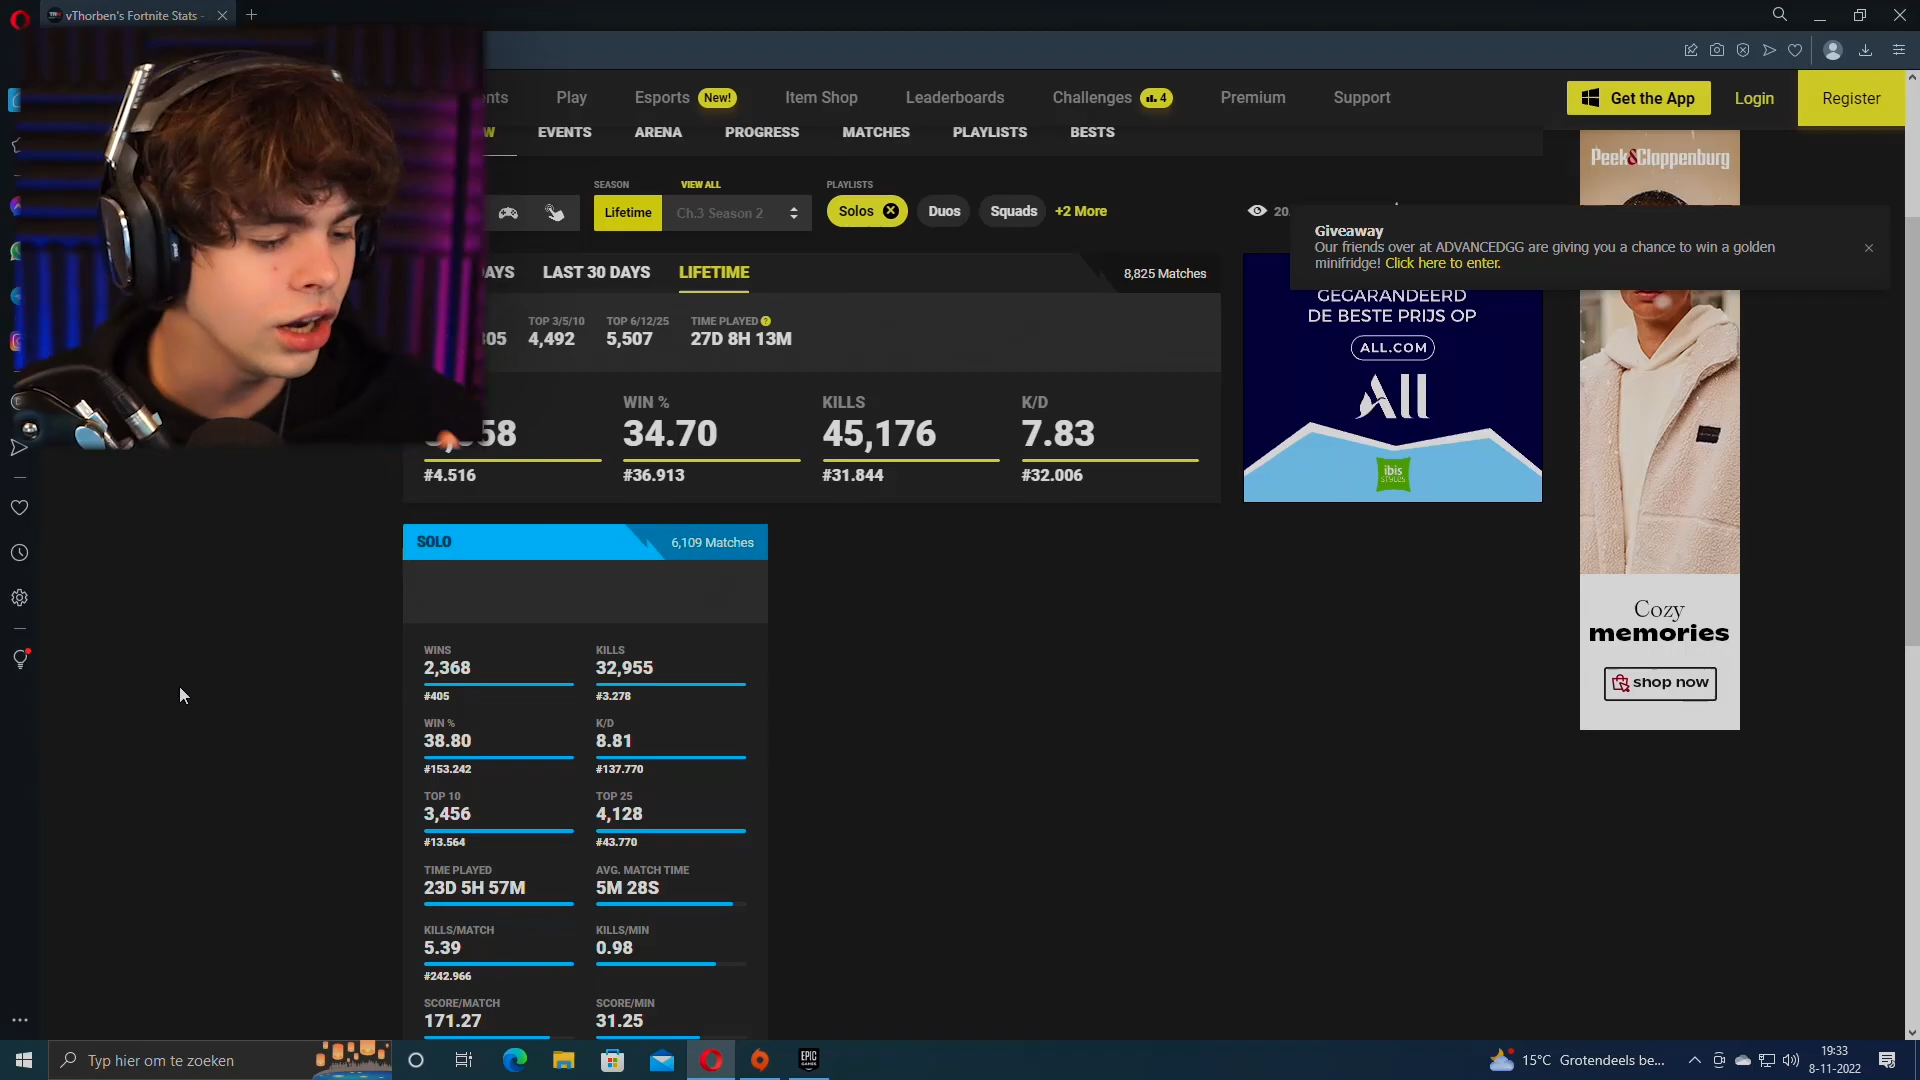 vThorben's Fortnite Stats -
Play
Esports New!
Item Shop
Leaderboards
Challenges 4
Premium
Support
Get the App
Login
Register
EVENTS
ARENA
PROGRESS
MATCHES
PLAYLISTS
BESTS
SEASON
VIEW ALL
PLAYLISTS
Lifetime
Ch.3 Season 2
Solos
Duos
Squads
+2 More
Giveaway
Our friends over at ADVANCEDGG are giving you a chance to win a golden
minifridge! Click here to enter.
LAST 30 DAYS
LIFETIME
8,825 Matches
TOP 3/5/10
4,492
TOP 6/12/25
5,507
TIME PLAYED
27D 8H 13M
#4.516
WIN %
34.70
#36.913
KILLS
45,176
#31.844
K/D
7.83
#32.006
SOLO
6,109 Matches
WINS
2,368
#405
KILLS
32,955
#3.278
WIN %
38.80
#153.242
K/D
8.81
#137.770
TOP 10
3,456
#13.564
TOP 25
4,128
#43.770
TIME PLAYED
23D 5H 57M
AVG. MATCH TIME
5M 28S
KILLS/MATCH
5.39
#242.966
KILLS/MIN
0.98
SCORE/MATCH
171.27
SCORE/MIN
31.25
GEGARANDEERD
DE BESTE PRIJS OP
ALL.COM
All
ibis
STYLES
Peek&Cloppenburg
Cozy
memories
shop now
Typ hier om te zoeken
EPIC
GAMES
15°C Grotendeels be...
19:33
8-11-2022